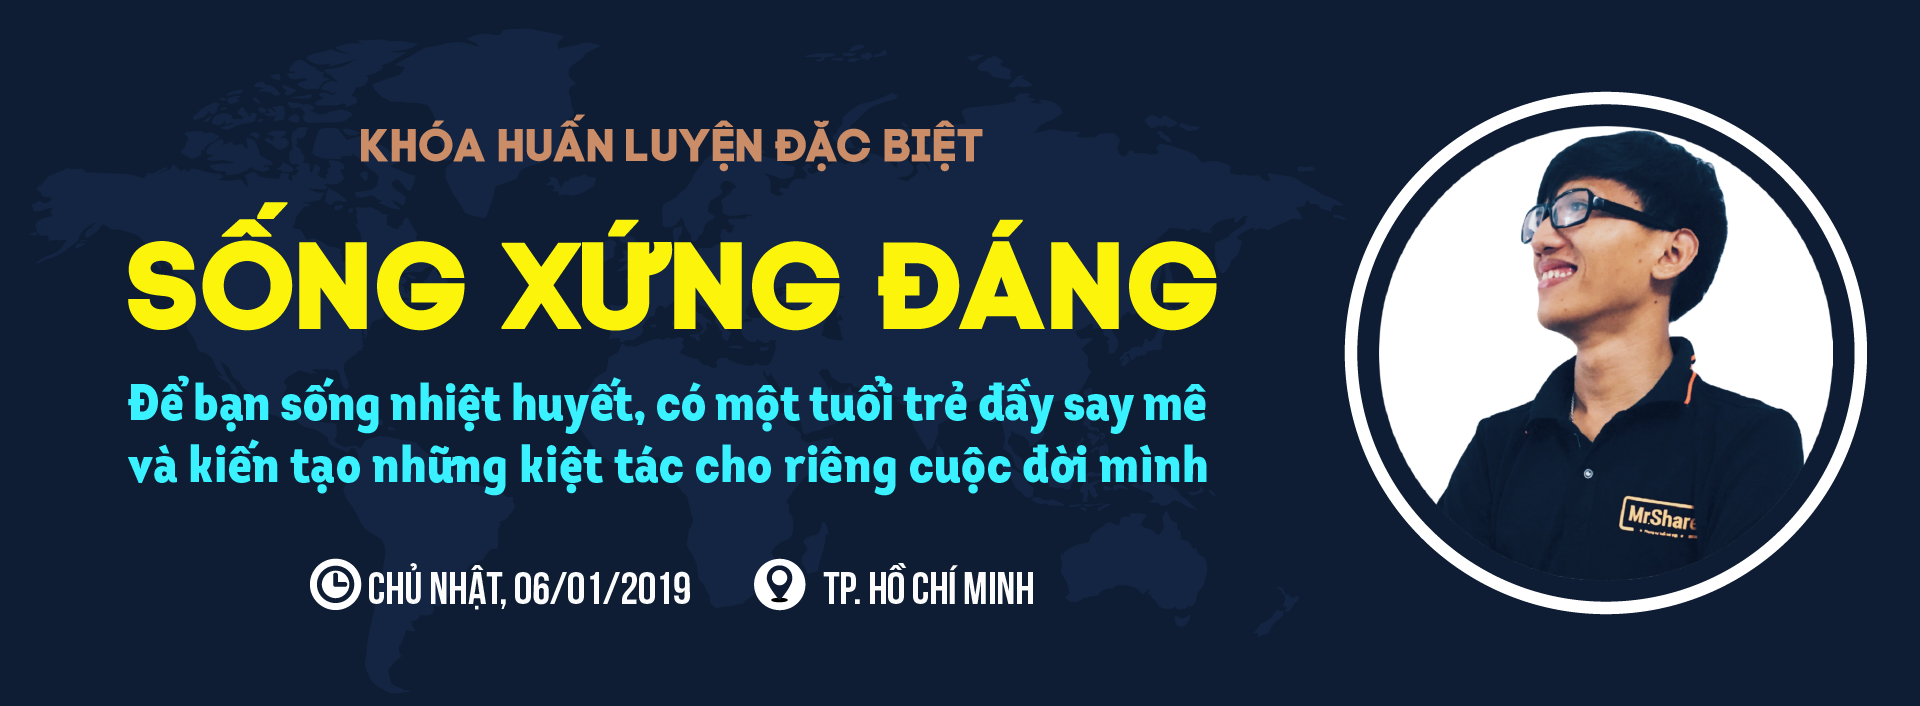 KHÓA HUẤN LUYỆN ĐẶC BIỆT
SỐNG XỨNG ĐÁNG
Để bạn sống nhiệt huyết, có một tuổi trẻ đầy say mê
và kiến tạo những kiệt tác cho riêng cuộc đời mình
CHỦ NHẬT, 06/01/2019
TP. HỒ CHÍ MINH
Mr.Share